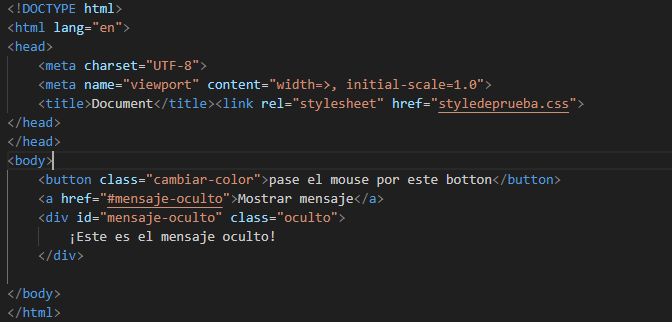 <!DOCTYPE html>
<html lang="en">
<head>
    <meta charset="UTF-8">
    <meta name="viewport" content="width=>, initial-scale=1.0">
    <title>Document</title><link rel="stylesheet" href="styledeprueba.css">
</head>
</head>
<body>
    <button class="cambiar-color">pase el mouse por este botton</button>
    <a href="#mensaje-oculto">Mostrar mensaje</a>
    <div id="mensaje-oculto" class="oculto">
        ¡Este es el mensaje oculto!
    </div>
</body>
</html>